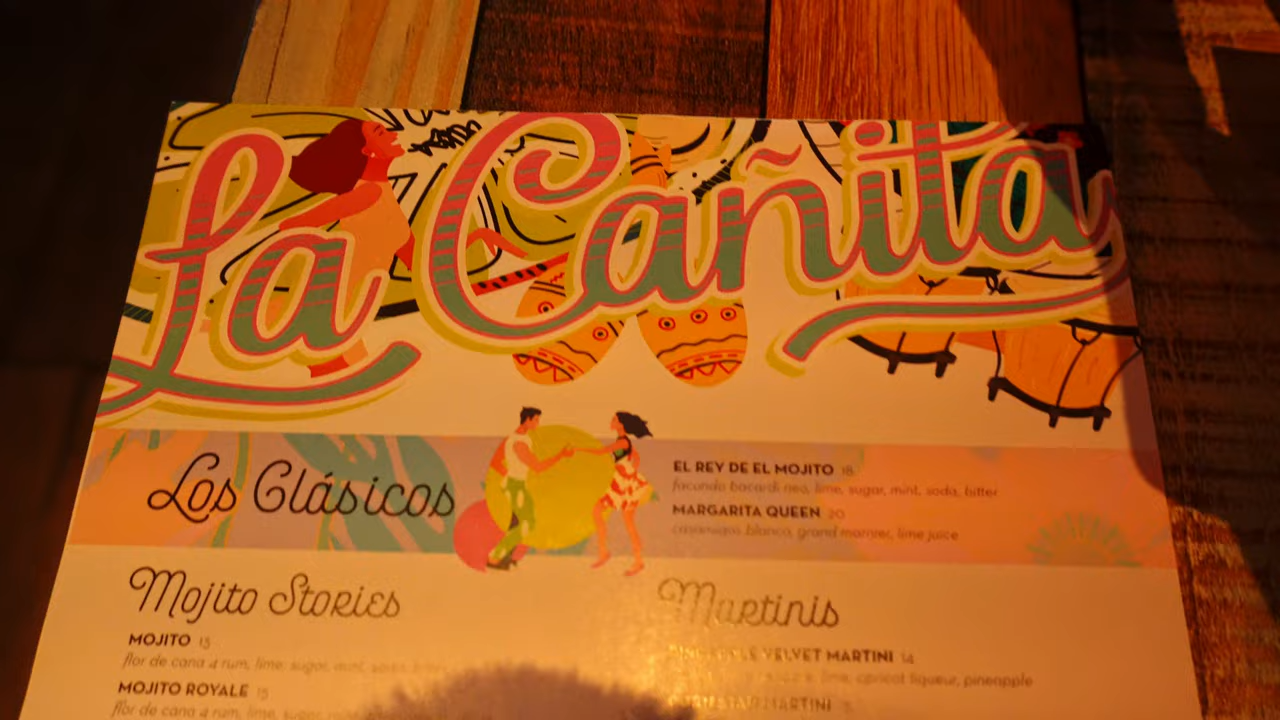 La Cañita
Los Clásicos
EL REY DE EL MOJITO 18
facundo bacardi neo, lime, sugar, mint, soda, bitter
MARGARITA QUEEN 20
blanco, grand marnier, lime juice
Mojito Stories
MOJITO 15
flor de cana 4 rum, lime, sugar, mint,
MOJITO ROYALE 15
flor de cana 4 rum, lime, sugar,
Martinis
VELVET MARTINI 14
lime, apricot liqueur, pineapple
MARTINI